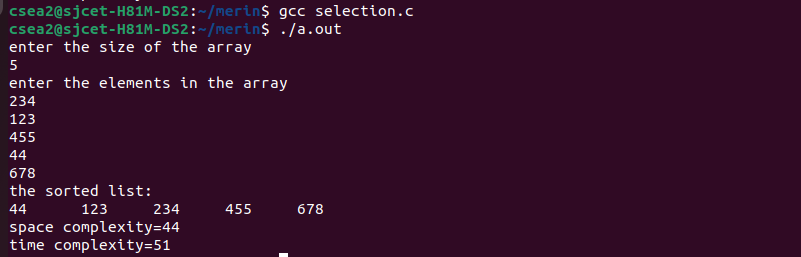 csea2@sjcet-H81M-DS2:~/merin$ gcc selection.c
csea2@sjcet-H81M-DS2:~/merin$ ./a.out
enter the size of the array
5
enter the elements in the array
234
123
455
44
678
the sorted list:
44 123 234 455 678
space complexity=44
time complexity=51